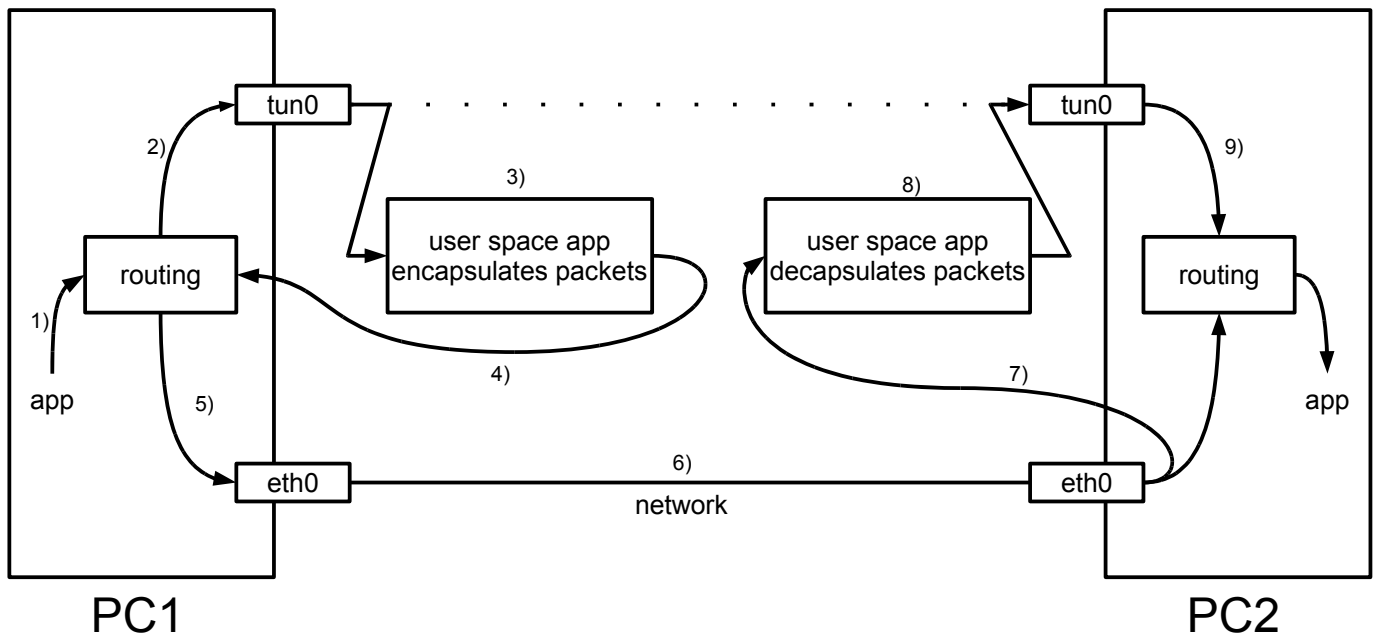 tun0
tun0
2)
9)
3)
8)
user space app
encapsulates packets
user space app
decapsulates packets
routing
routing
1)
4)
7)
app
5)
app
6)
eth0
eth0
network
PC1
PC2